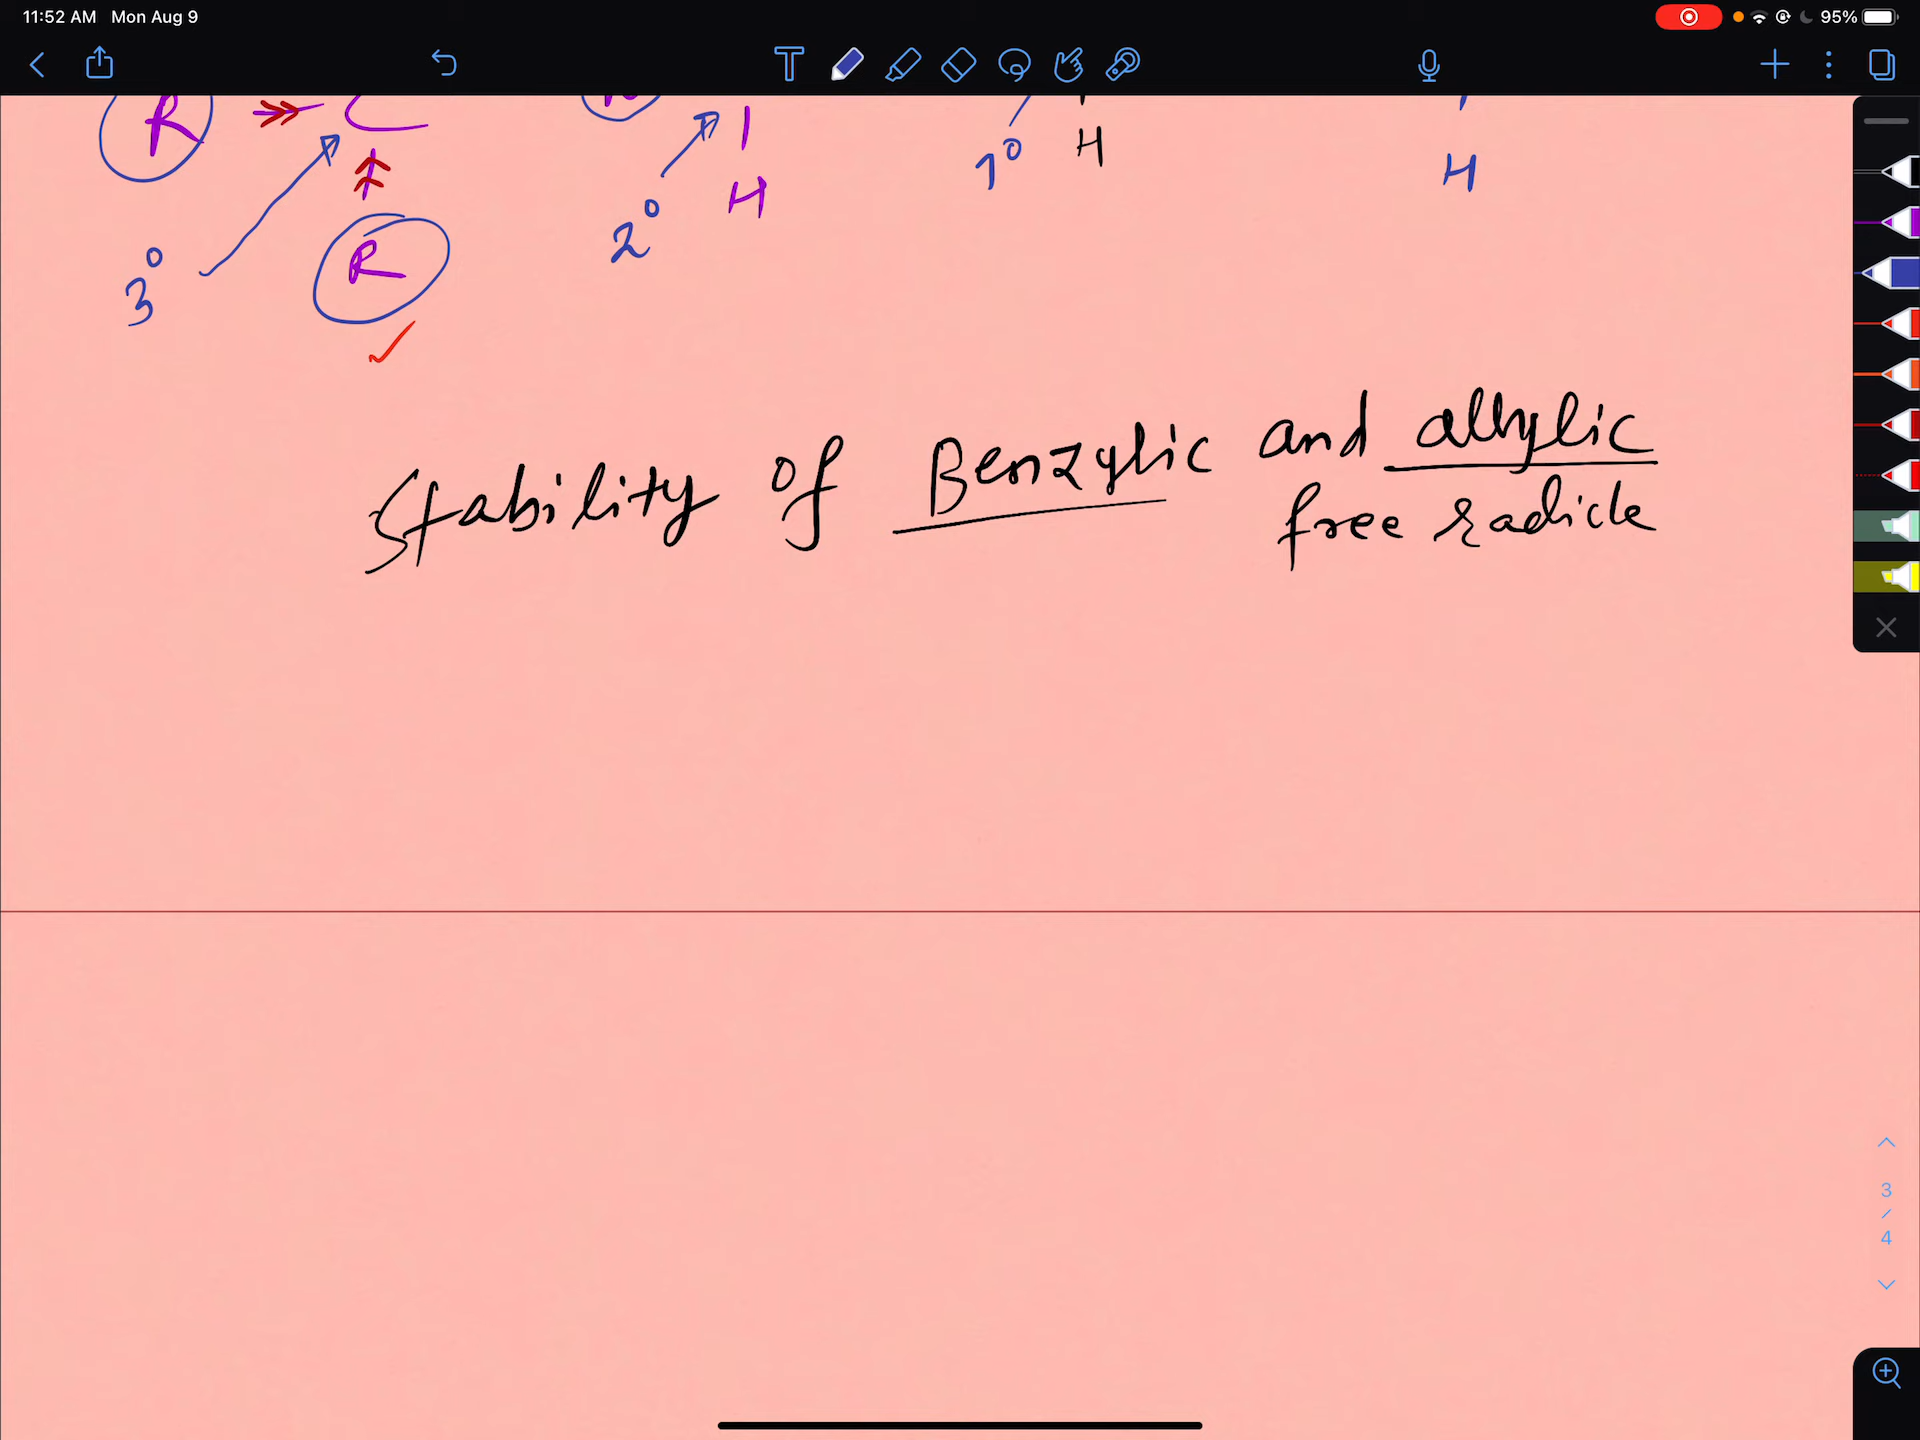 11:52 AM Mon Aug 9
95%
R C
R
3°
2°
H
1°
H
H
Stability of Benzylic and allylic
free radicle
3
/
4